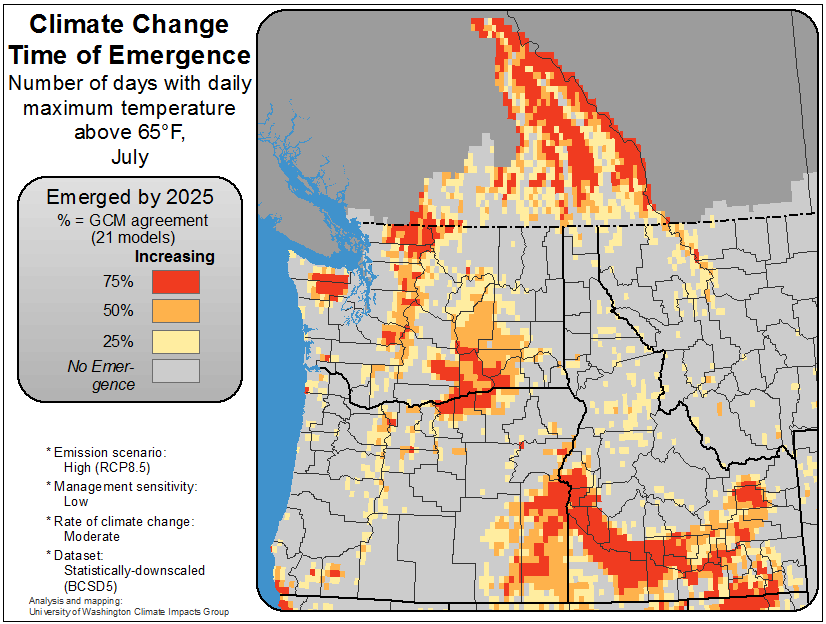 Climate Change
Time of Emergence
Number of days with daily
maximum temperature
above 65°F,
July
Emerged by 2025
% = GCM agreement
(21 models)
Increasing
75%
50%
25%
No Emer-
gence
* Emission scenario:
High (RCP8.5)
* Management sensitivity:
Low
* Rate of climate change:
Moderate
* Dataset:
Statistically-downscaled
(BCSD5)
Analysis and mapping:
University of Washington Climate Impacts Group